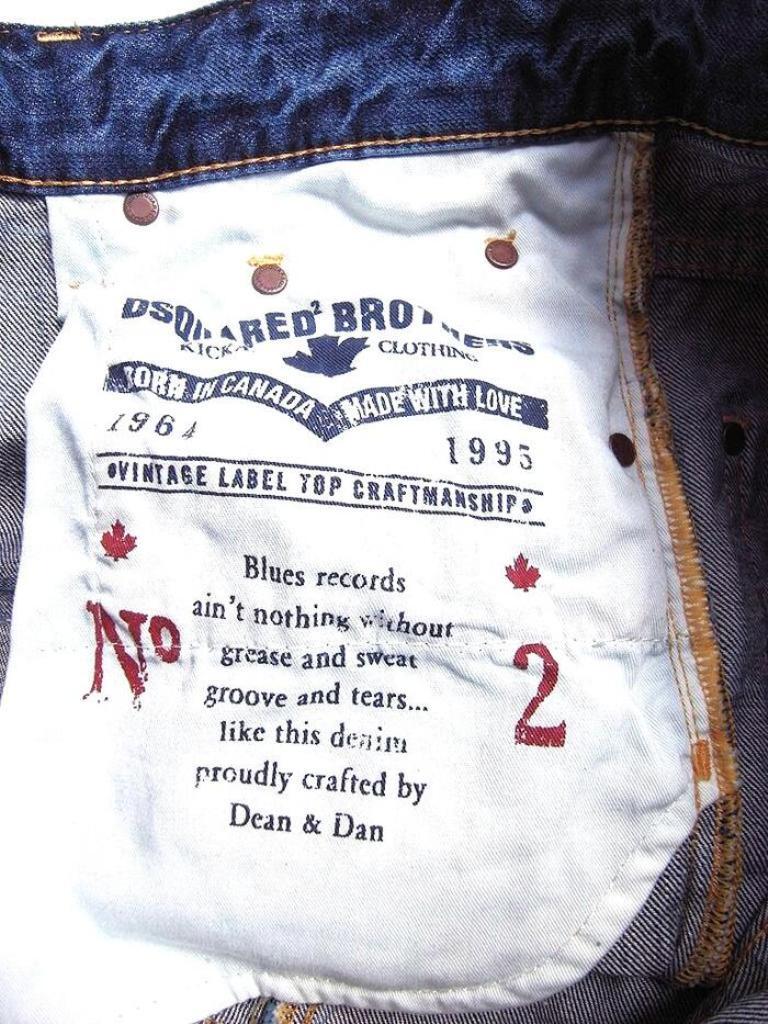 DSQUARED² BROTHERS
KICKA CLOTHING
BORN IN CANADA MADE WITH LOVE
1964
1995
•VINTAGE LABEL TOP CRAFTMANSHIP•
Blues records
ain't nothing without
grease and sweat
groove and tears...
like this denim
proudly crafted by
Dean & Dan
No 2